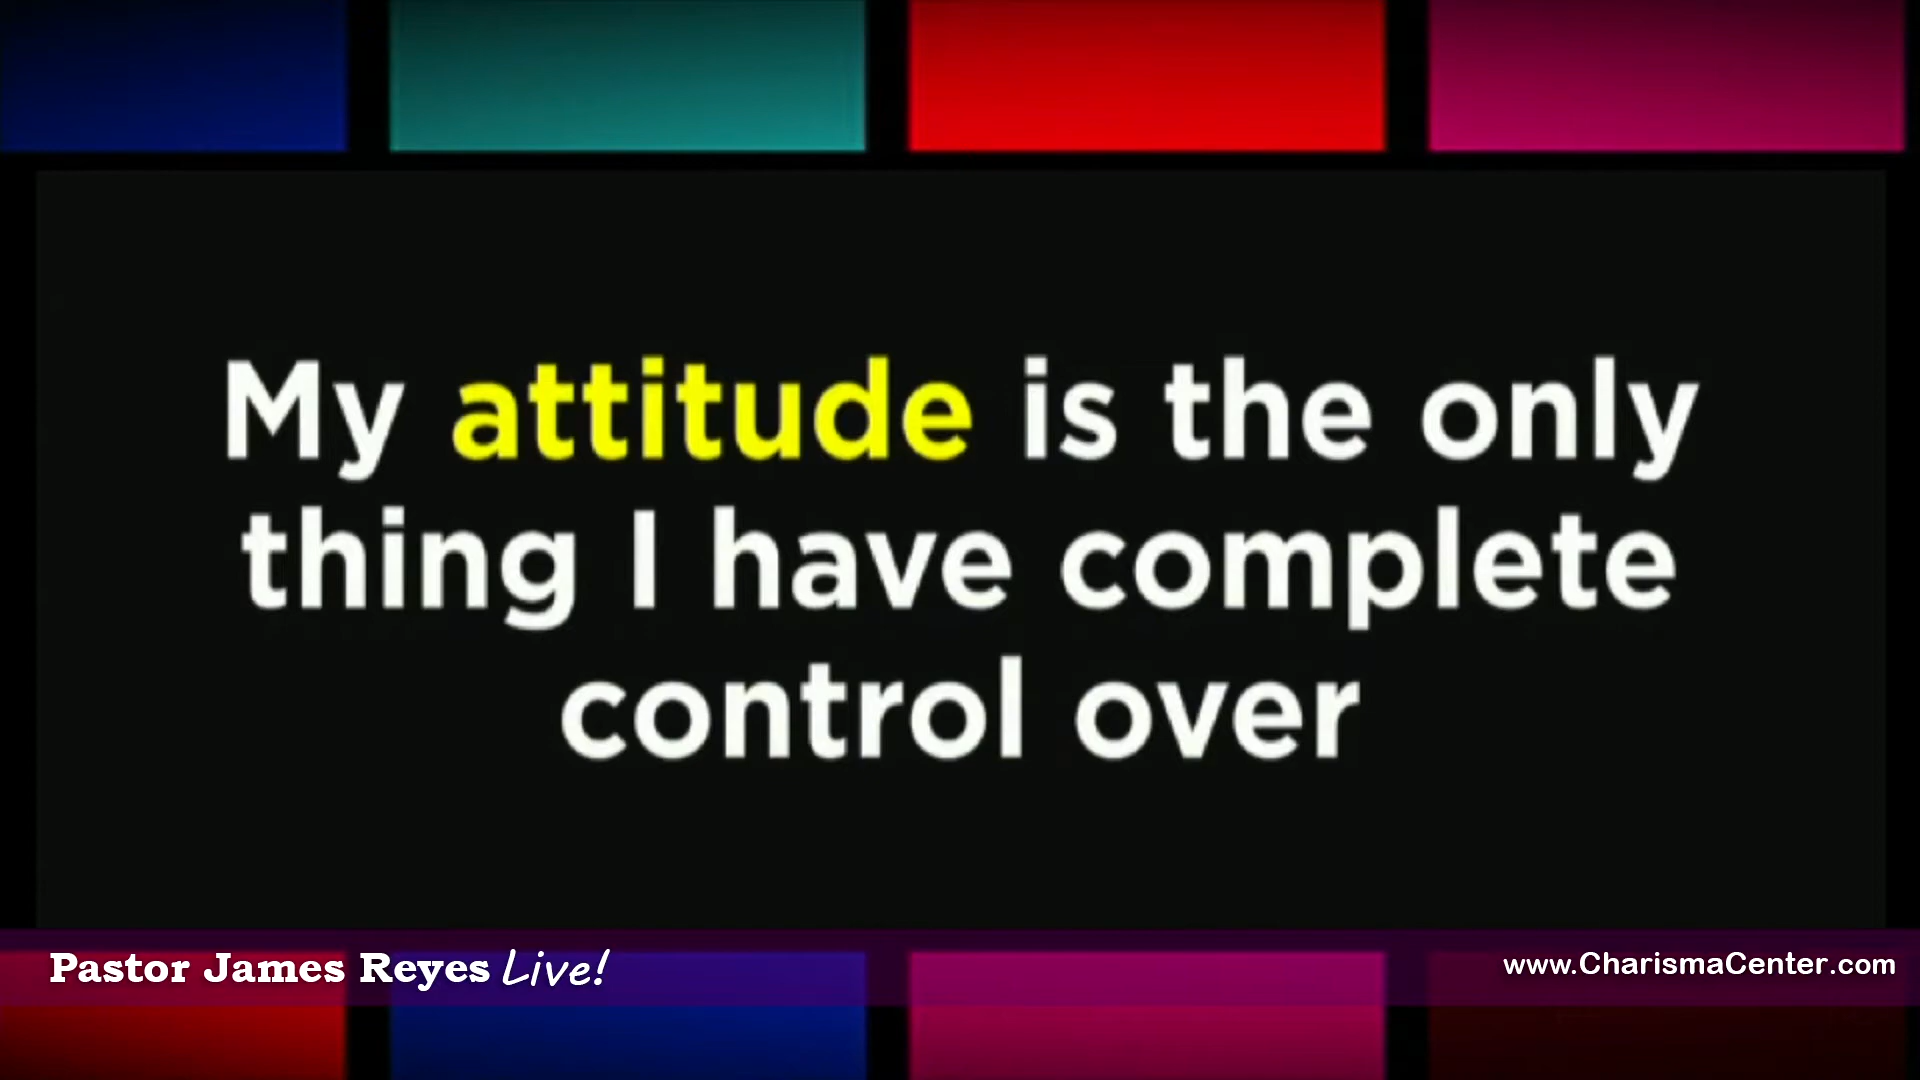 My attitude is the only
thing I have complete
control over
Pastor James Reyes Live!
www.CharismaCenter.com